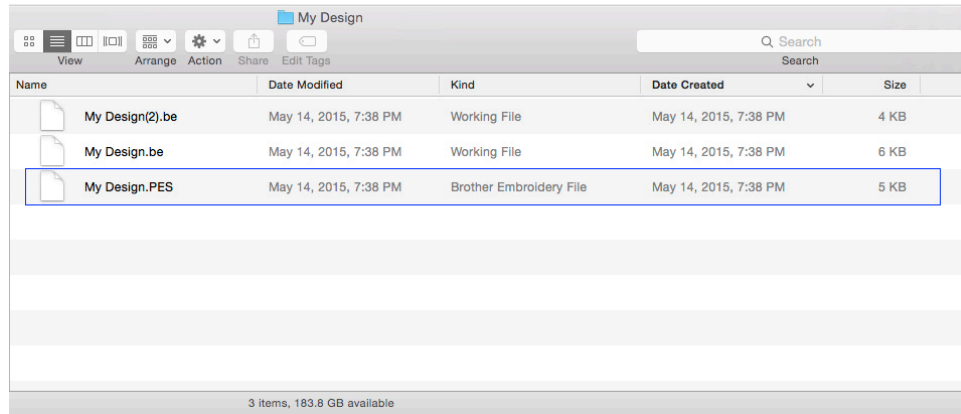 My Design
Search
View Arrange Action Share Edit Tags Search
Name Date Modified Kind Date Created Size
My Design(2).be May 14, 2015, 7:38 PM Working File May 14, 2015, 7:38 PM 4 KB
My Design.be May 14, 2015, 7:38 PM Working File May 14, 2015, 7:38 PM 6 KB
My Design.PES May 14, 2015, 7:38 PM Brother Embroidery File May 14, 2015, 7:38 PM 5 KB
3 items, 183.8 GB available